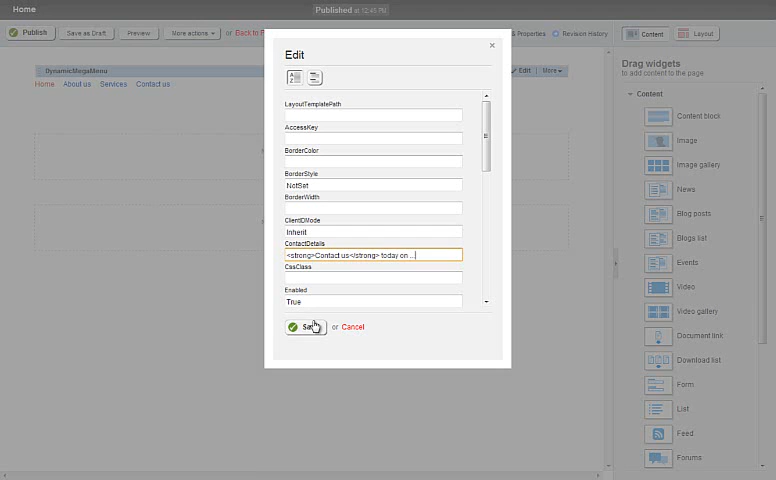 Home
Published at 12:45 PM
Publish
Save as Draft
Preview
More actions
or Back to P
Properties
Revision History
Content
Layout
Edit
LayoutTemplatePath
AccessKey
BorderColor
BorderStyle
NotSet
BorderWidth
ClientIDMode
Inherit
ContactDetails
<strong>Contact us</strong> today on ...
CssClass
Enabled
True
or Cancel
DynamicMegaMenu
Edit
More
Home
About us
Services
Contact us
Drag widgets
to add content to the page
Content
Content block
Image
Image gallery
News
Blog posts
Blogs list
Events
Video
Video gallery
Document link
Download list
Form
List
Feed
Forums